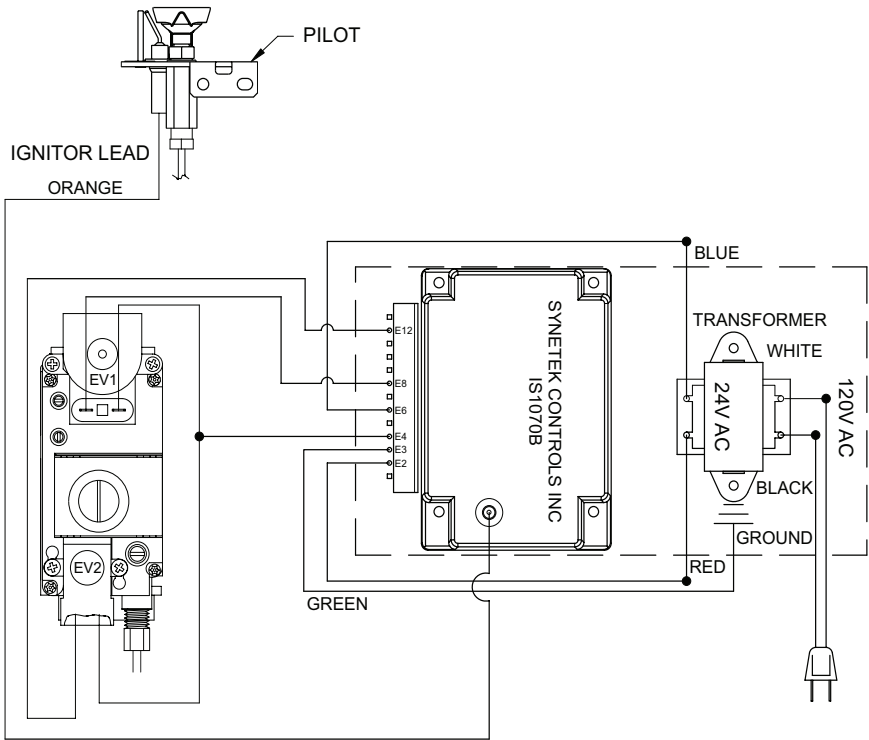 PILOT
IGNITOR LEAD
ORANGE
BLUE
SYNETEK CONTROLS INC
IS1070B
TRANSFORMER
WHITE
24V AC
120V AC
BLACK
GROUND
RED
GREEN
E12
E8
E6
E4
E3
E2
EV1
EV2